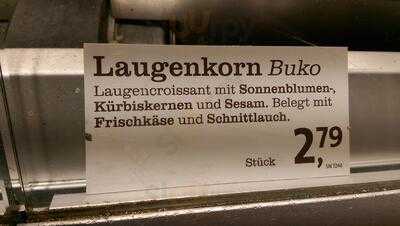 Laugenkorn Buko
Laugencroissant mit Sonnenblumen-,
Kürbiskernen und Sesam. Belegt mit
Frischkäse und Schnittlauch.
Stück 2,79